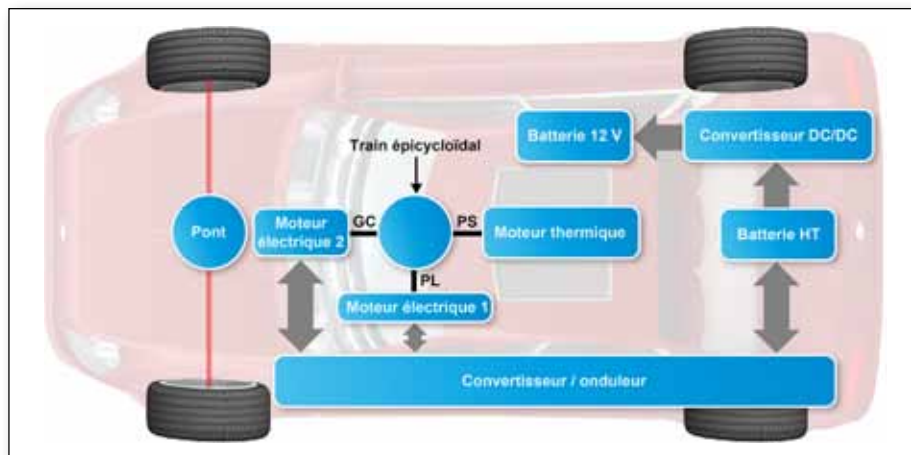 Batterie 12 V
Convertisseur DC/DC
Train épicycloïdal
Pont
Moteur
électrique 2
GC
PS
Moteur thermique
Batterie HT
PL
Moteur électrique 1
Convertisseur / onduleur